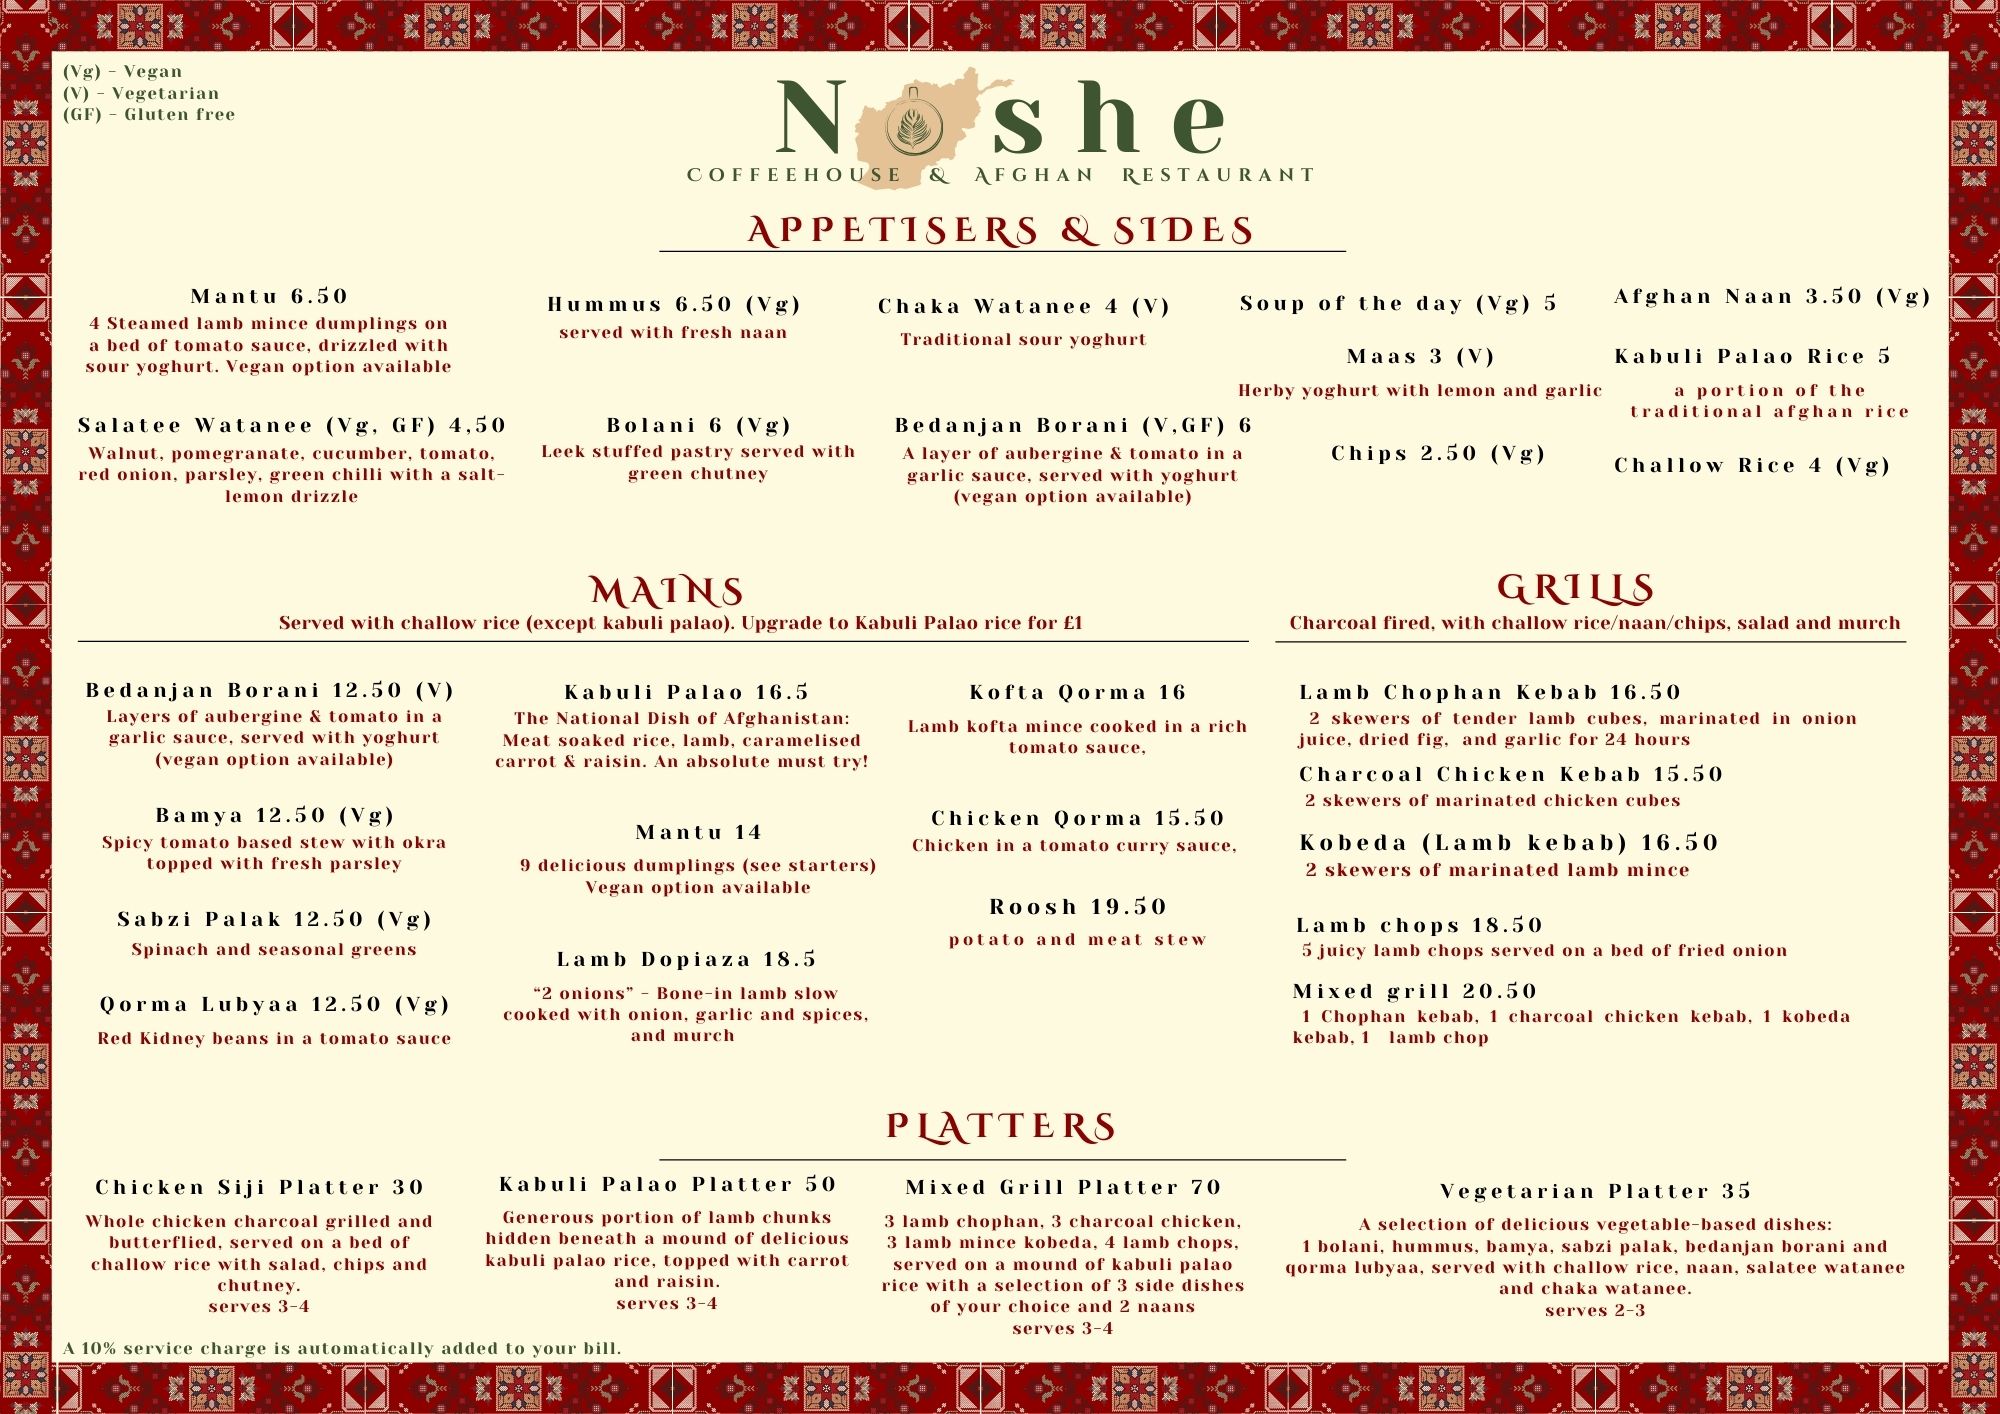 (Vg) - Vegan
(V) - Vegetarian
(GF) - Gluten free
Noshe
COFFEEHOUSE & AFGHAN RESTAURANT
APPETISERS & SIDES
Mantu 6.50
4 Steamed lamb mince dumplings on
a bed of tomato sauce, drizzled with
sour yoghurt. Vegan option available
Salatee Watanee (Vg, GF) 4,50
Walnut, pomegranate, cucumber, tomato,
red onion, parsley, green chilli with a salt-
lemon drizzle
Hummus 6.50 (Vg)
served with fresh naan
Bolani 6 (Vg)
Leek stuffed pastry served with
green chutney
Chaka Watanee 4 (V)
Traditional sour yoghurt
Bedanjan Borani (V,GF) 6
A layer of aubergine & tomato in a
garlic sauce, served with yoghurt
(vegan option available)
Soup of the day (Vg) 5
Maas 3 (V)
Herby yoghurt with lemon and garlic
Chips 2.50 (Vg)
Afghan Naan 3.50 (Vg)
Kabuli Palao Rice 5
a portion of the
traditional afghan rice
Challow Rice 4 (Vg)
MAINS
Served with challow rice (except kabuli palao). Upgrade to Kabuli Palao rice for £1
Bedanjan Borani 12.50 (V)
Layers of aubergine & tomato in a
garlic sauce, served with yoghurt
(vegan option available)
Bamya 12.50 (Vg)
Spicy tomato based stew with okra
topped with fresh parsley
Sabzi Palak 12.50 (Vg)
Spinach and seasonal greens
Qorma Lubyaa 12.50 (Vg)
Red Kidney beans in a tomato sauce
Kabuli Palao 16.5
The National Dish of Afghanistan:
Meat soaked rice, lamb, caramelised
carrot & raisin. An absolute must try!
Mantu 14
9 delicious dumplings (see starters)
Vegan option available
Lamb Dopiaza 18.5
“2 onions” - Bone-in lamb slow
cooked with onion, garlic and spices,
and murch
Kofta Qorma 16
Lamb kofta mince cooked in a rich
tomato sauce,
Chicken Qorma 15.50
Chicken in a tomato curry sauce,
Roosh 19.50
potato and meat stew
GRILLS
Charcoal fired, with challow rice/naan/chips, salad and murch
Lamb Chophan Kebab 16.50
2 skewers of tender lamb cubes, marinated in onion
juice, dried fig, and garlic for 24 hours
Charcoal Chicken Kebab 15.50
2 skewers of marinated chicken cubes
Kobeda (Lamb kebab) 16.50
2 skewers of marinated lamb mince
Lamb chops 18.50
5 juicy lamb chops served on a bed of fried onion
Mixed grill 20.50
1 Chophan kebab, 1 charcoal chicken kebab, 1 kobeda
kebab, 1 lamb chop
PLATTERS
Chicken Siji Platter 30
Whole chicken charcoal grilled and
butterflied, served on a bed of
challow rice with salad, chips and
chutney.
serves 3-4
Kabuli Palao Platter 50
Generous portion of lamb chunks
hidden beneath a mound of delicious
kabuli palao rice, topped with carrot
and raisin.
serves 3-4
Mixed Grill Platter 70
3 lamb chophan, 3 charcoal chicken,
3 lamb mince kobeda, 4 lamb chops,
served on a mound of kabuli palao
rice with a selection of 3 side dishes
of your choice and 2 naans
serves 3-4
Vegetarian Platter 35
A selection of delicious vegetable-based dishes:
1 bolani, hummus, bamya, sabzi palak, bedanjan borani and
qorma lubyaa, served with challow rice, naan, salatee watanee
and chaka watanee.
serves 2-3
A 10% service charge is automatically added to your bill.